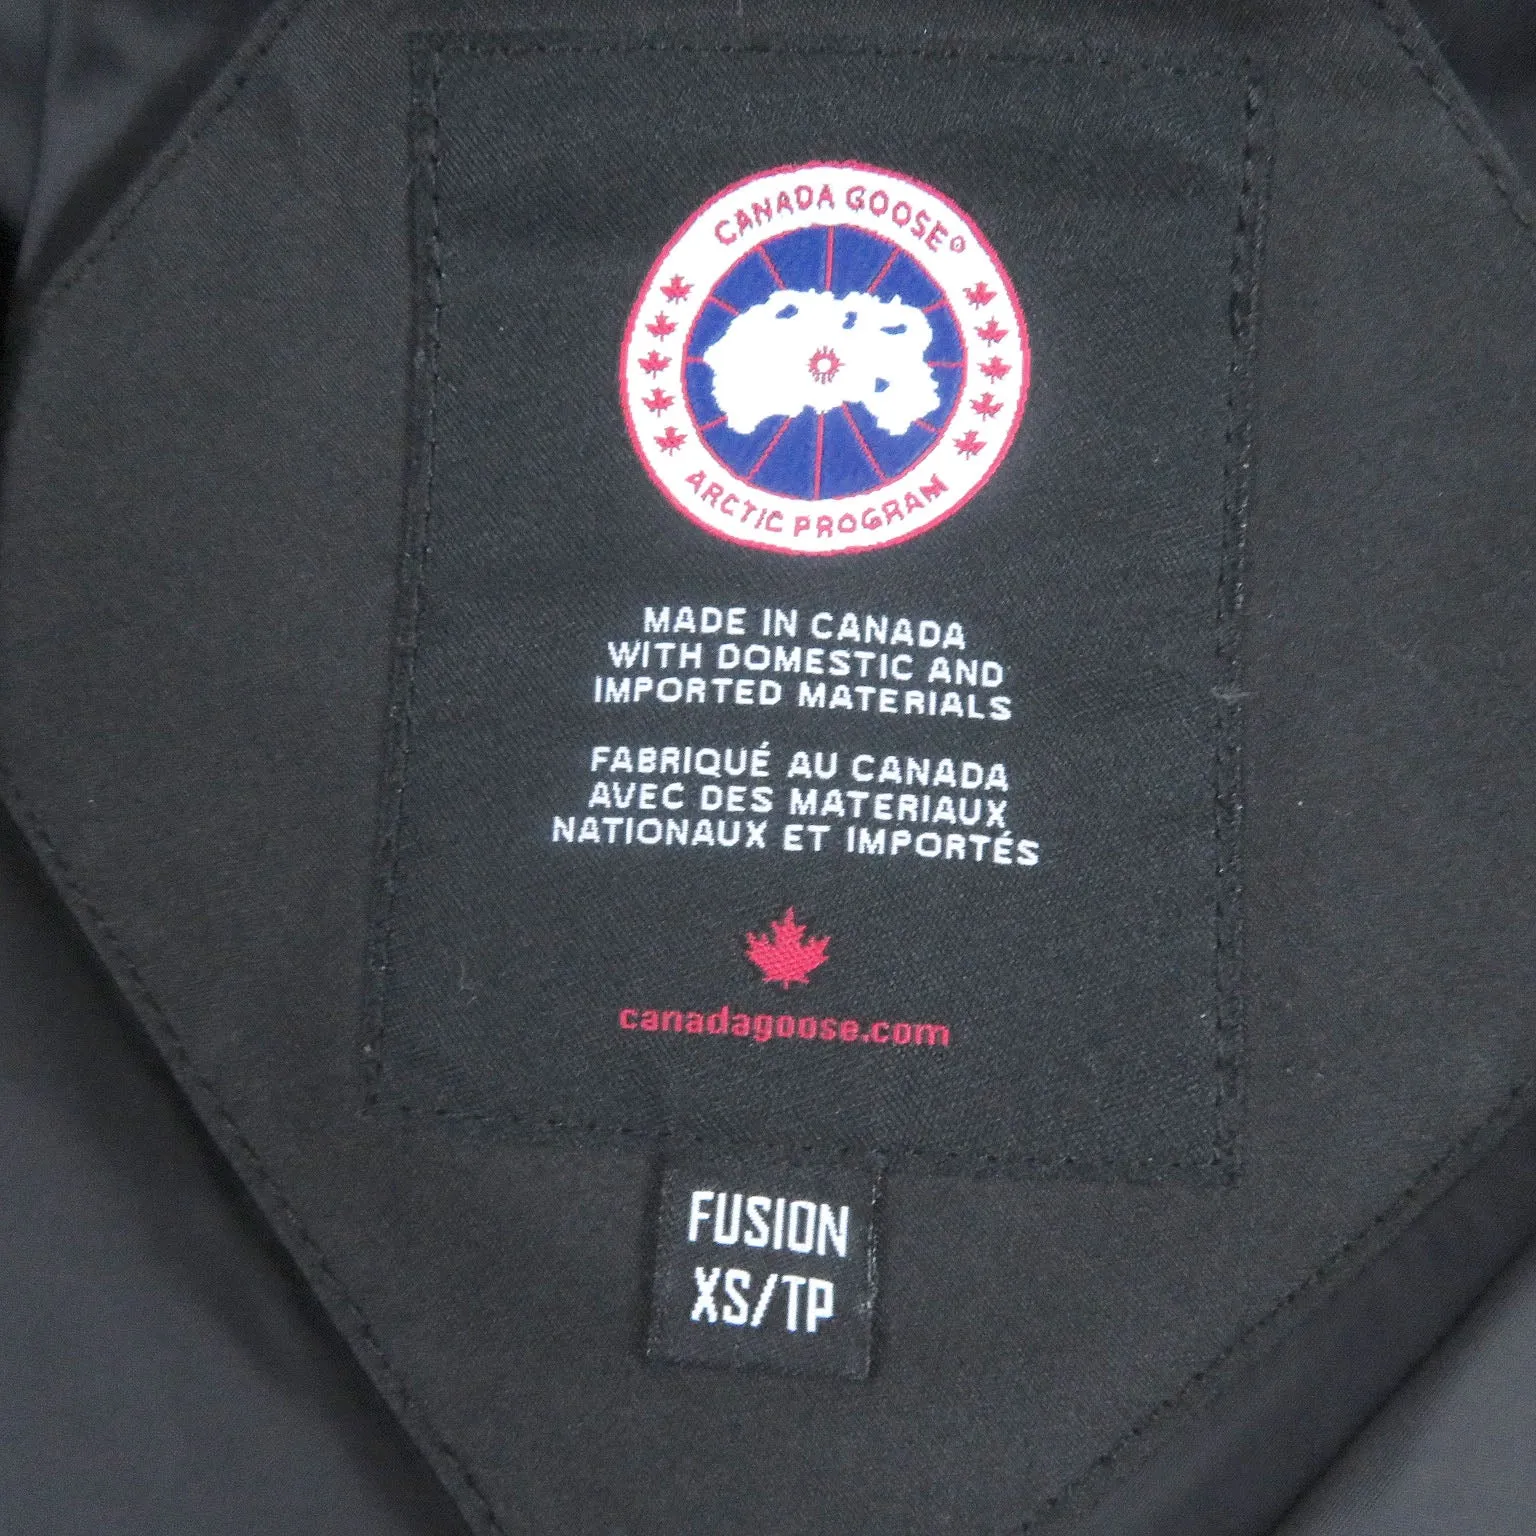 CANADA GOOSE®
ARCTIC PROGRAM
MADE IN CANADA
WITH DOMESTIC AND
IMPORTED MATERIALS
FABRIQUÉ AU CANADA
AVEC DES MATERIAUX
NATIONAUX ET IMPORTÉS
canadagoose.com
FUSION
XS/TP